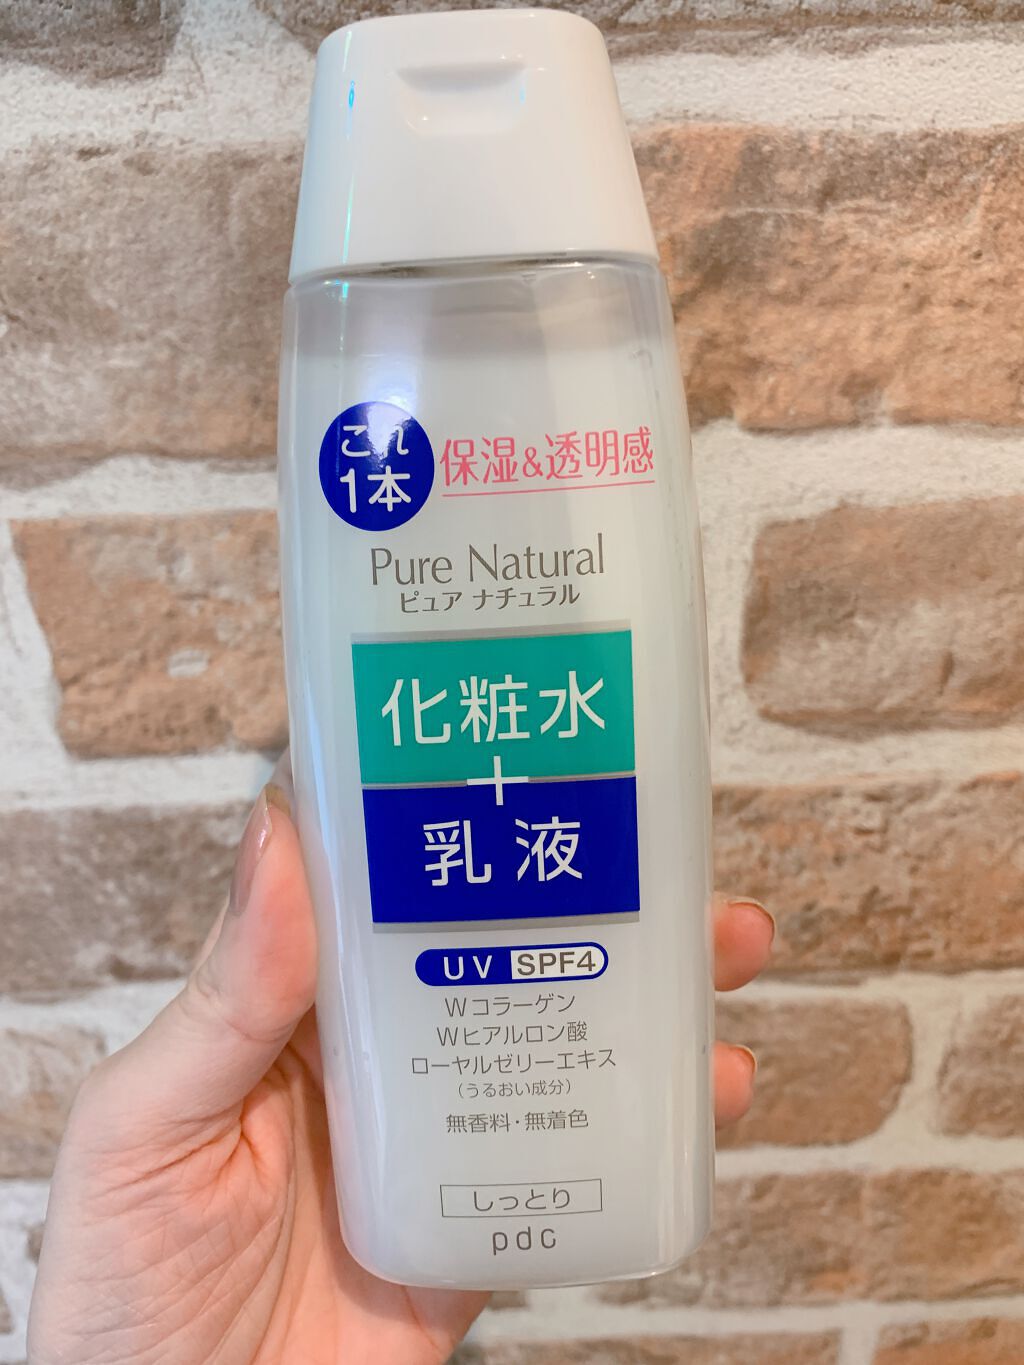 これ
1本
保湿&透明感
Pure Natural
ピュア ナチュラル
化粧水
+
乳液
UV SPF4
Wコラーゲン
Wヒアルロン酸
ローヤルゼリーエキス
(うるおい成分)
無香料・無着色
しっとり
pdc